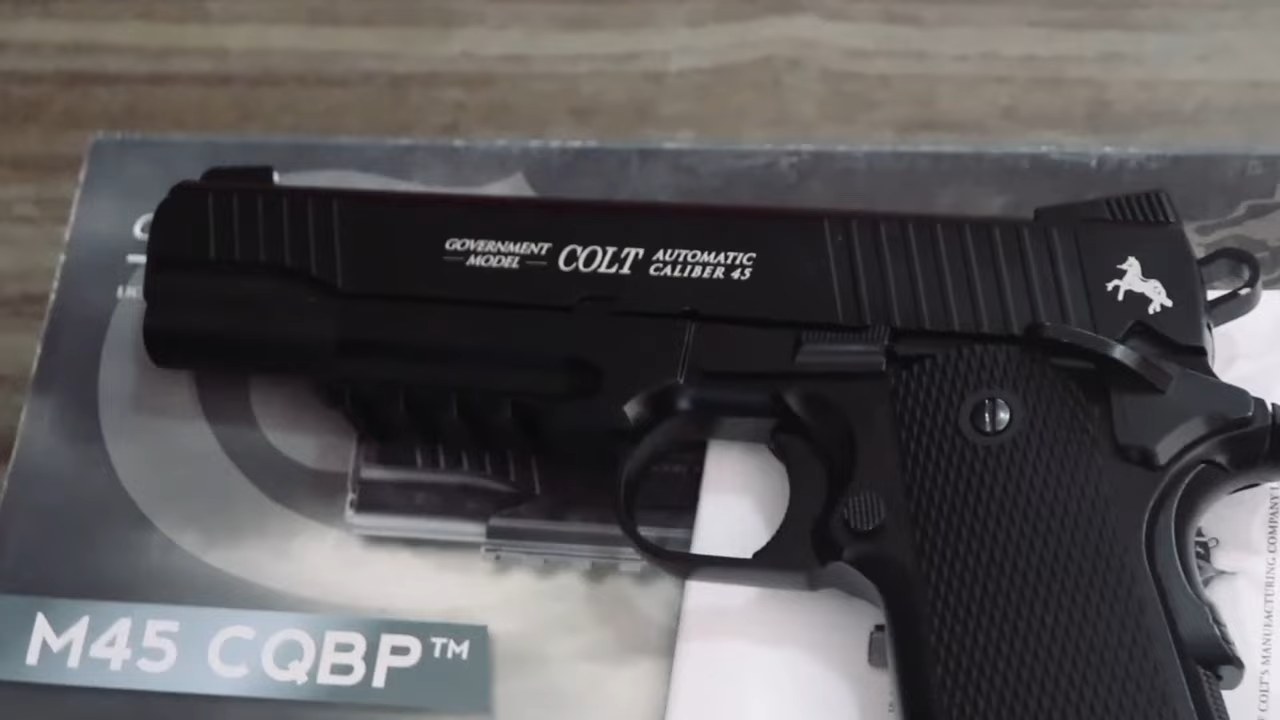 GOVERNMENT
MODEL
COLT
AUTOMATIC
CALIBER 45
M45 CQBP™
COLT'S MANUFACTURING COMPANY